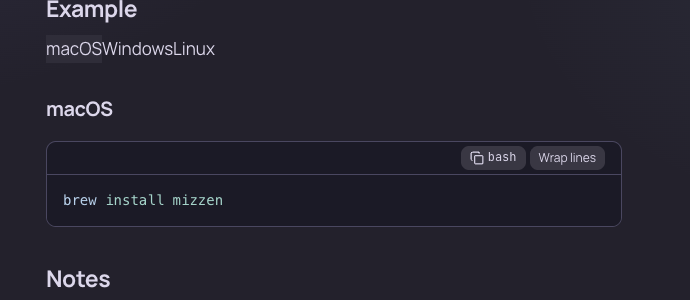 Example
macOSWindowsLinux
macOS
bash Wrap lines
brew install mizzen
Notes